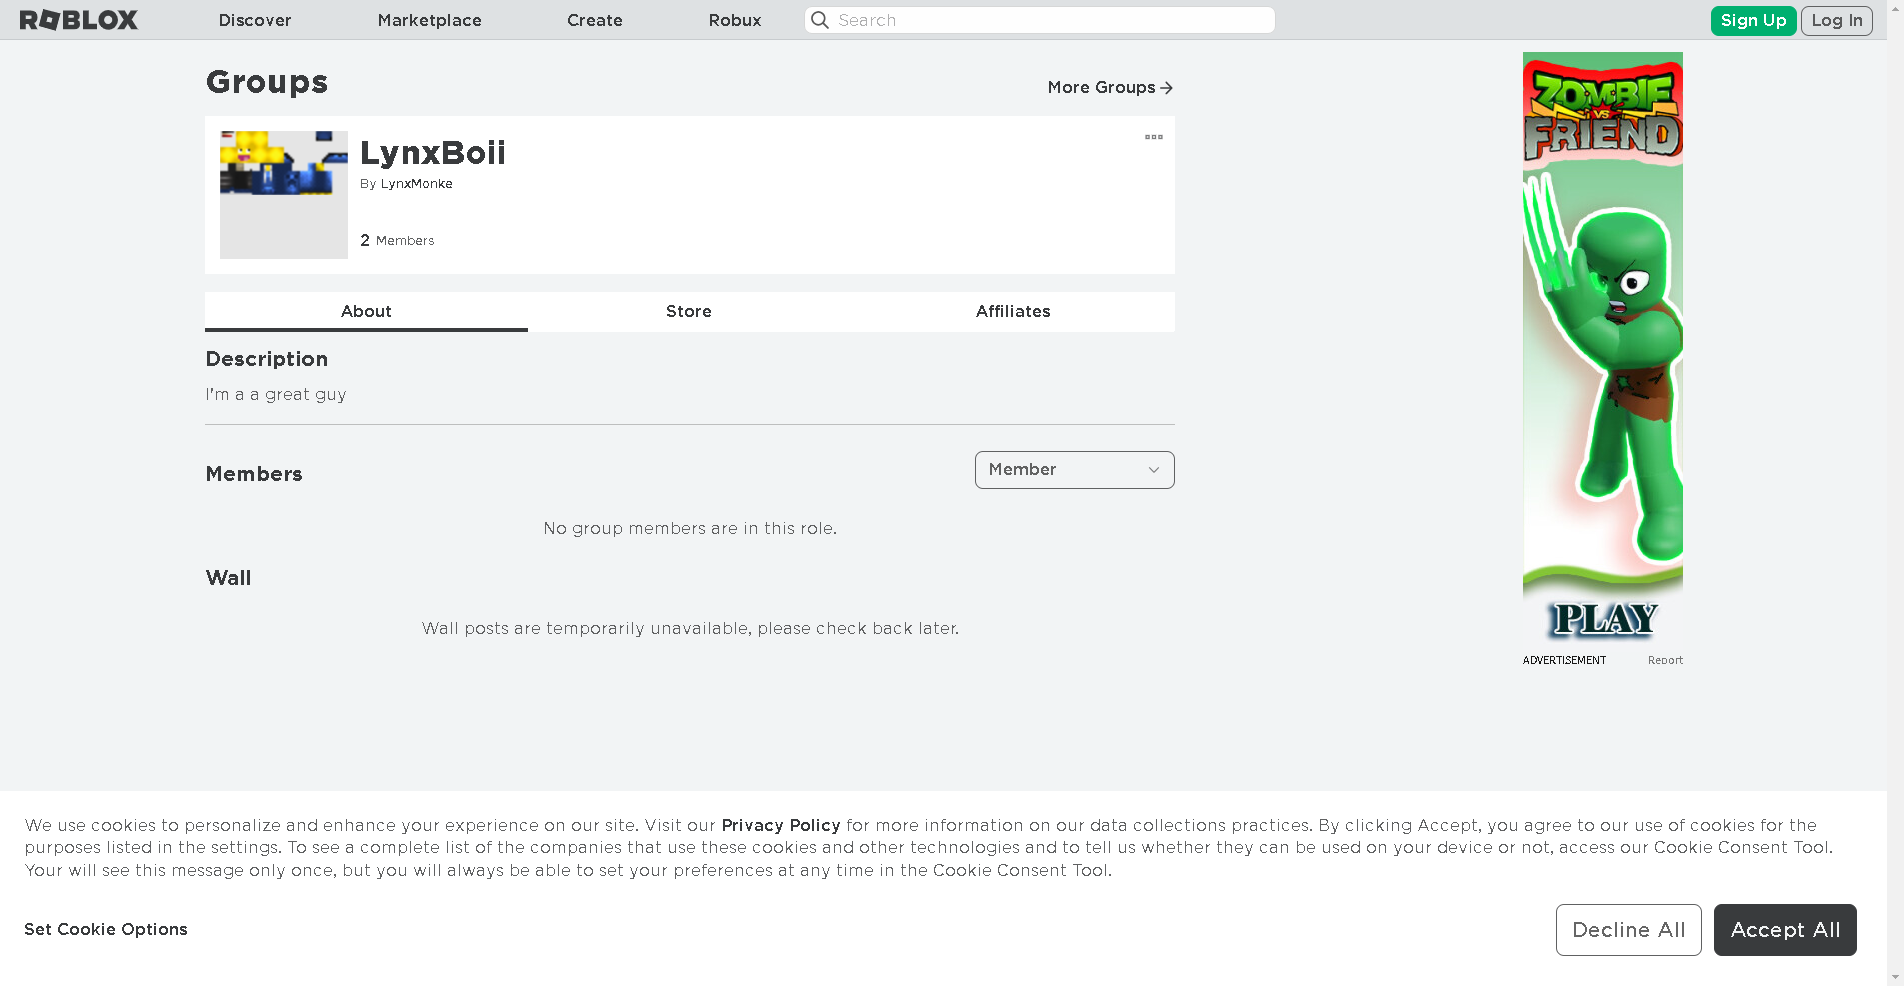 ROBLOX Discover Marketplace Create Robux Search Sign Up Log In
Groups
More Groups
LynxBoii
By LynxMonke
2 Members
About Store Affiliates
Description
I'm a a great guy
Members
Member
No group members are in this role.
Wall
Wall posts are temporarily unavailable, please check back later.
ZOMBIE
VS
FRIEND
PLAY
ADVERTISEMENT Report
We use cookies to personalize and enhance your experience on our site. Visit our Privacy Policy for more information on our data collections practices. By clicking Accept, you agree to our use of cookies for the
purposes listed in the settings. To see a complete list of the companies that use these cookies and other technologies and to tell us whether they can be used on your device or not, access our Cookie Consent Tool.
Your will see this message only once, but you will always be able to set your preferences at any time in the Cookie Consent Tool.
Set Cookie Options
Decline All
Accept All